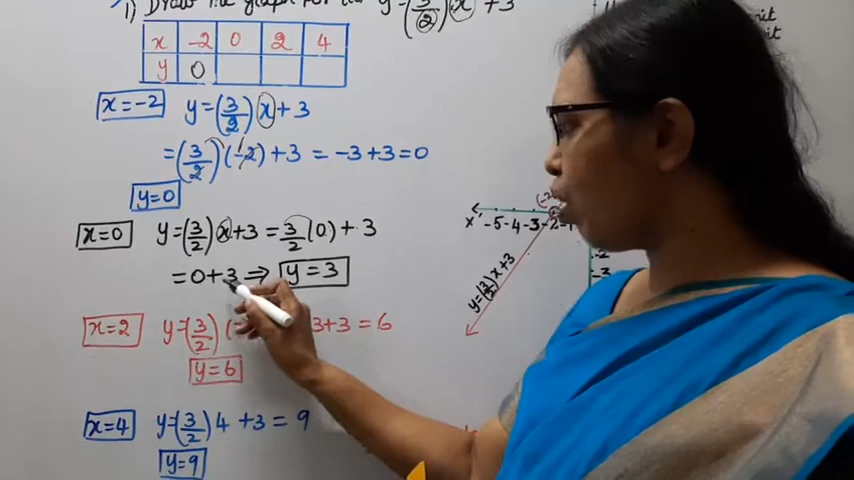 1) Draw the graph for y = (3/2) x + 3
x -2 0 2 4
y 0
x = -2 y = (3/2) x + 3
= (3/2) (-2) + 3 = -3 + 3 = 0
y = 0
x = 0 y = (3/2) x + 3 = 3/2 (0) + 3
= 0 + 3 ⇒ y = 3
x = 2 y = (3/2) 3 + 3 = 6
y = 6
x = 4 y = (3/2) 4 + 3 = 9
y = 9
x' -5 -4 -3 -2 -1
-2
-3
y = (3/2) x + 3